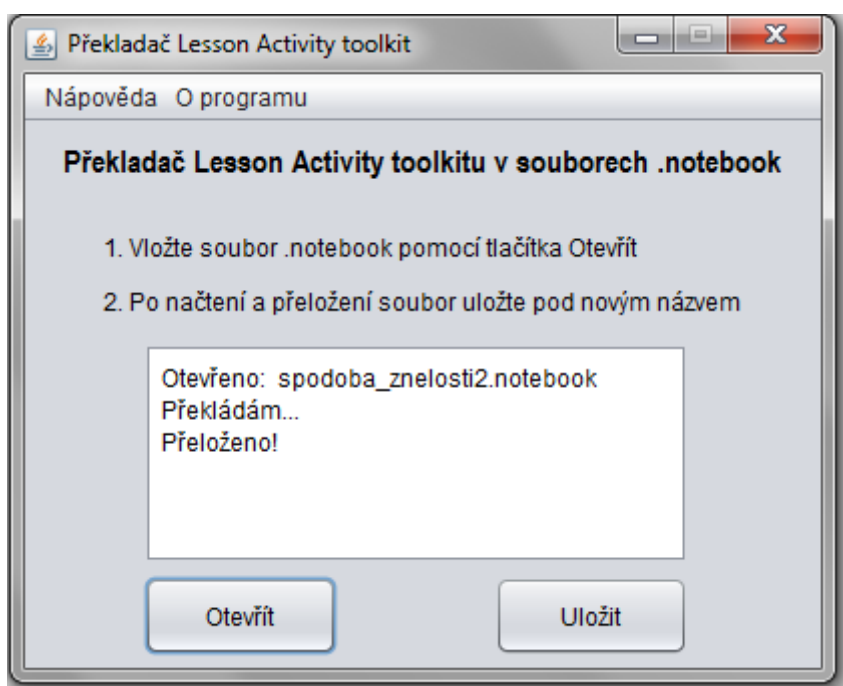 Překladač Lesson Activity toolkit
Nápověda O programu
Překladač Lesson Activity toolkitu v souborech .notebook
1. Vložte soubor .notebook pomocí tlačítka Otevřít
2. Po načtení a přeložení soubor uložte pod novým názvem
Otevřeno: spodoba_znelosti2.notebook
Překládám...
Přeloženo!
Otevřít Uložit